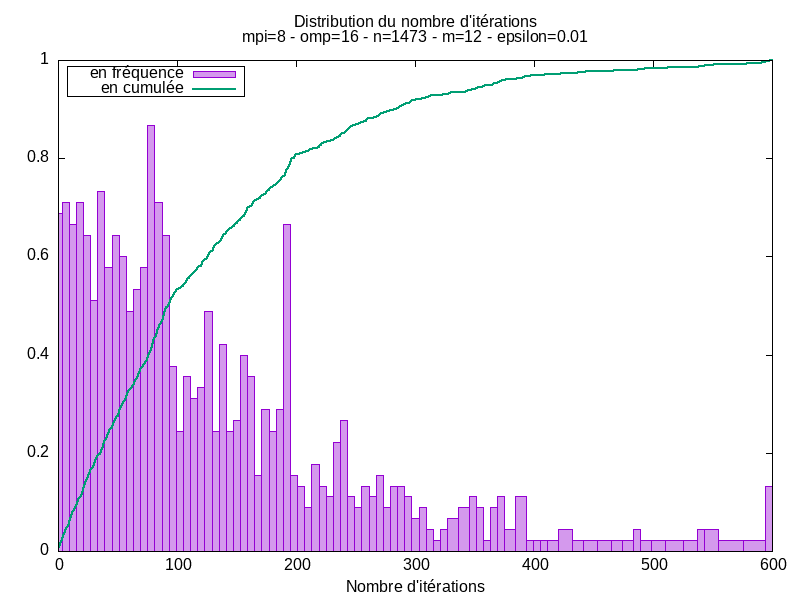 Distribution du nombre d'itérations
mpi=8 - omp=16 - n=1473 - m=12 - epsilon=0.01
en fréquence
en cumulée
1
0.8
0.6
0.4
0.2
0
0 100 200 300 400 500 600
Nombre d'itérations